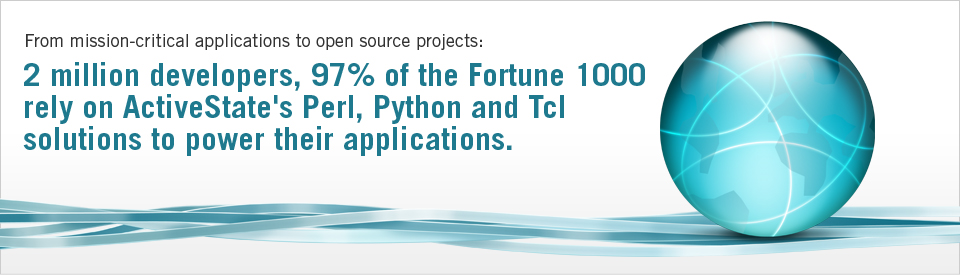 From mission-critical applications to open source projects:
2 million developers, 97% of the Fortune 1000
rely on ActiveState's Perl, Python and Tcl
solutions to power their applications.